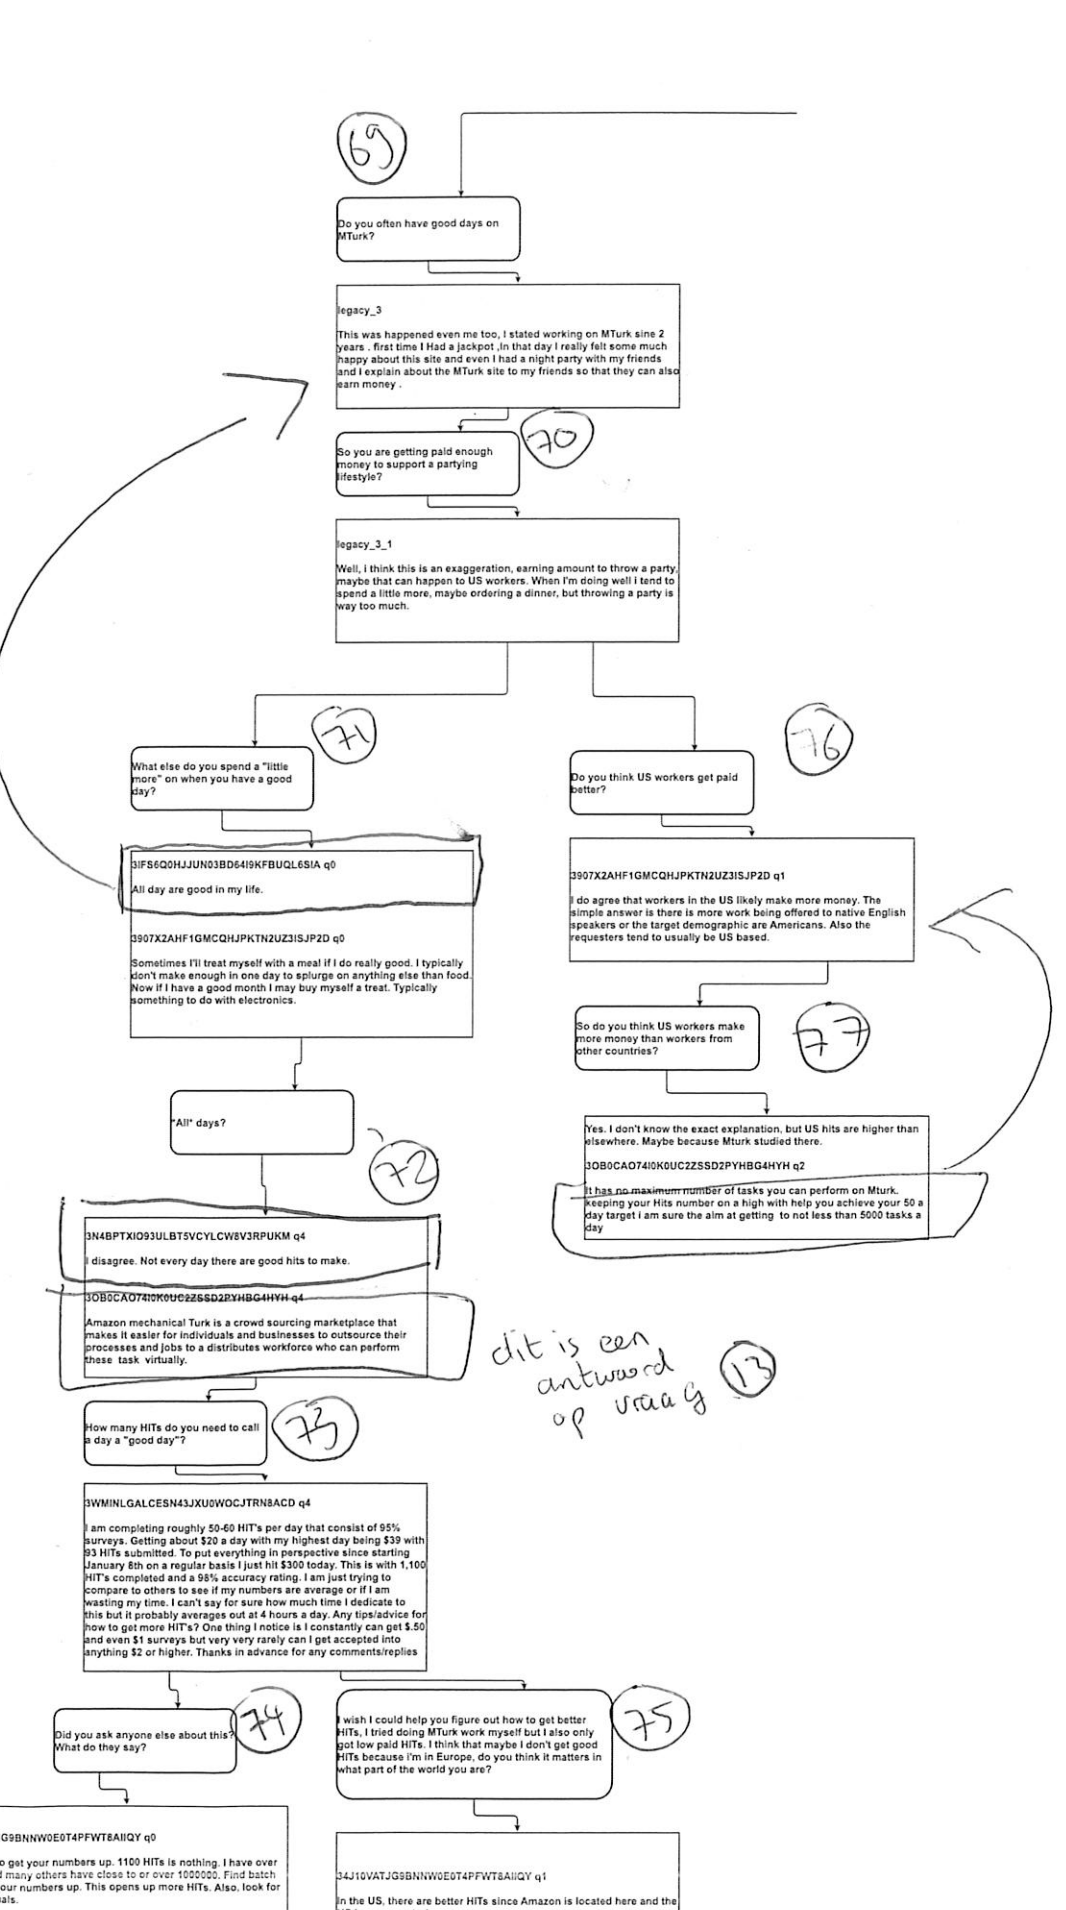 69
Do you often have good days on
MTurk?
legacy_3
This was happened even me too, I stated working on MTurk sine 2
years . first time I Had a jackpot ,In that day I really felt some much
happy about this site and even I had a night party with my friends
and I explain about the MTurk site to my friends so that they can also
earn money .
70
So you are getting paid enough
money to support a partying
lifestyle?
legacy_3_1
Well, i think this is an exaggeration, earning amount to throw a party,
maybe that can happen to US workers. When I'm doing well i tend to
spend a little more, maybe ordering a dinner, but throwing a party is
way too much.
71
What else do you spend a "little
more" on when you have a good
day?
3IFS6Q0HJJUN03BD64I9KFBUQL6SIA q0
All day are good in my life.
3907X2AHF1GMCQHJPKTN2UZ3ISJP2D q0
Sometimes I'll treat myself with a meal if I do really good. I typically
don't make enough in one day to splurge on anything else than food.
Now if I have a good month I may buy myself a treat. Typically
something to do with electronics.
*All* days?
72
3N4BPTXIO93ULBT5VCYLCW8V3RPUKM q4
I disagree. Not every day there are good hits to make.
3OB0CAO74I0K0UC2ZSSD2PYHBG4HYH q4
Amazon mechanical Turk is a crowd sourcing marketplace that
makes it easier for individuals and businesses to outsource their
processes and jobs to a distributes workforce who can perform
these task virtually.
dit is een
antwoord
op vraag 13
How many HITs do you need to call
a day a "good day"?
73
3WMINLGALCESN43JXU0WOCJTRN8ACD q4
I am completing roughly 50-60 HIT's per day that consist of 95%
surveys. Getting about $20 a day with my highest day being $39 with
93 HITs submitted. To put everything in perspective since starting
January 8th on a regular basis I just hit $300 today. This is with 1,100
HIT's completed and a 98% accuracy rating. I am just trying to
compare to others to see if my numbers are average or if I am
wasting my time. I can't say for sure how much time I dedicate to
this but it probably averages out at 4 hours a day. Any tips/advice for
how to get more HIT's? One thing I notice is I constantly can get $.50
and even $1 surveys but very very rarely can I get accepted into
anything $2 or higher. Thanks in advance for any comments/replies
74
Did you ask anyone else about this?
What do they say?
G9BNNW0E0T4PFWT8AIIQY q0
o get your numbers up. 1100 HITs is nothing. I have over
many others have close to or over 1000000. Find batch
our numbers up. This opens up more HITs. Also, look for
als.
75
I wish I could help you figure out how to get better
HITs, I tried doing MTurk work myself but I also only
got low paid HITs. I think that maybe I don't get good
HITs because i'm in Europe, do you think it matters in
what part of the world you are?
34J10VATJG9BNNW0E0T4PFWT8AIIQY q1
In the US, there are better HITs since Amazon is located here and the
76
Do you think US workers get paid
better?
3907X2AHF1GMCQHJPKTN2UZ3ISJP2D q1
I do agree that workers in the US likely make more money. The
simple answer is there is more work being offered to native English
speakers or the target demographic are Americans. Also the
requesters tend to usually be US based.
So do you think US workers make
more money than workers from
other countries?
77
Yes. I don't know the exact explanation, but US hits are higher than
elsewhere. Maybe because Mturk studied there.
3OB0CAO74I0K0UC2ZSSD2PYHBG4HYH q2
It has no maximum number of tasks you can perform on Mturk.
keeping your Hits number on a high with help you achieve your 50 a
day target i am sure the aim at getting to not less than 5000 tasks a
day